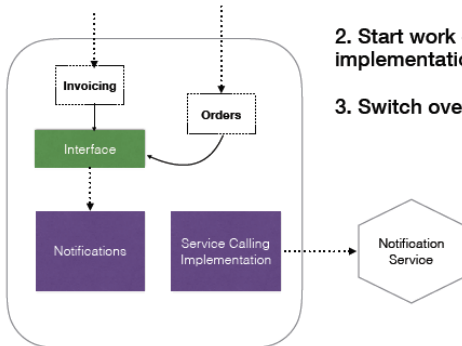 2. Start work
implementatio
3. Switch ove
Invoicing
Orders
Interface
Notifications
Service Calling
Implementation
Notification
Service